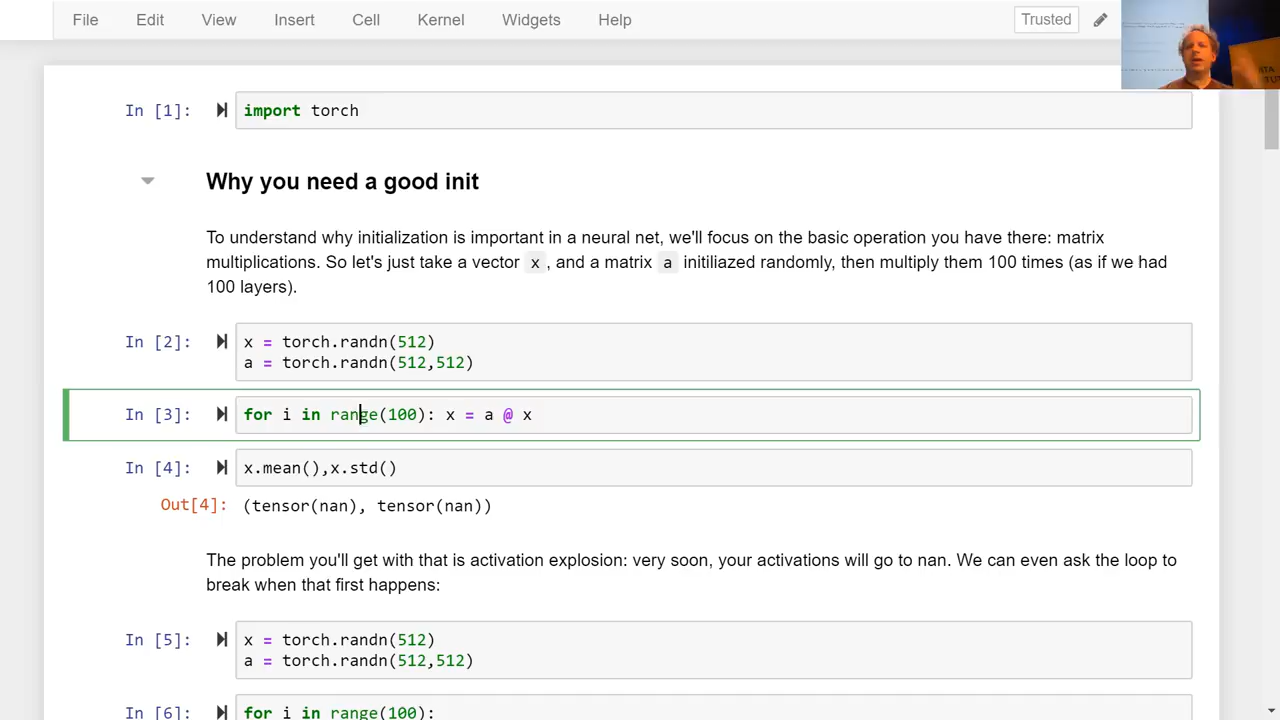 File Edit View Insert Cell Kernel Widgets Help Trusted
In [1]: import torch
Why you need a good init
To understand why initialization is important in a neural net, we'll focus on the basic operation you have there: matrix
multiplications. So let's just take a vector x , and a matrix a initiliazed randomly, then multiply them 100 times (as if we had
100 layers).
In [2]: x = torch.randn(512)
a = torch.randn(512,512)
In [3]: for i in range(100): x = a @ x
In [4]: x.mean(),x.std()
Out[4]: (tensor(nan), tensor(nan))
The problem you'll get with that is activation explosion: very soon, your activations will go to nan. We can even ask the loop to
break when that first happens:
In [5]: x = torch.randn(512)
a = torch.randn(512,512)
In [6]: for i in range(100):